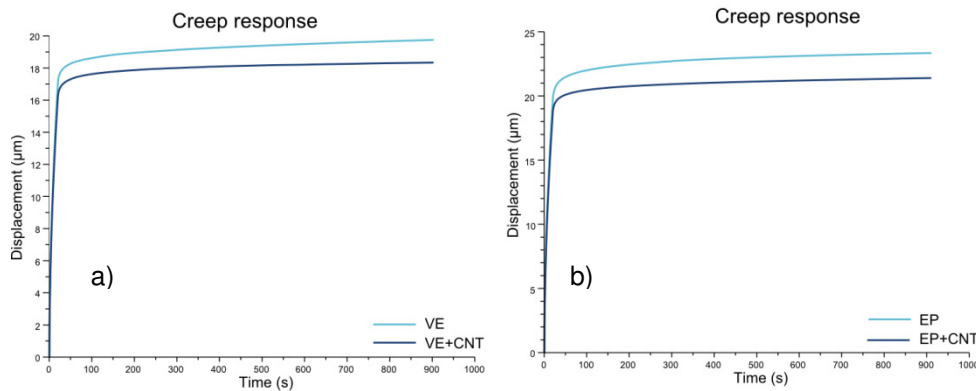 Creep response
20
18
16
14
12
10
8
6
4
2
0
Displacement (μm)
a)
VE
VE+CNT
0 100 200 300 400 500 600 700 800 900 1000
Time (s)
Creep response
25
20
15
10
5
0
Displacement (μm)
b)
EP
EP+CNT
0 100 200 300 400 500 600 700 800 900 1000
Time (s)